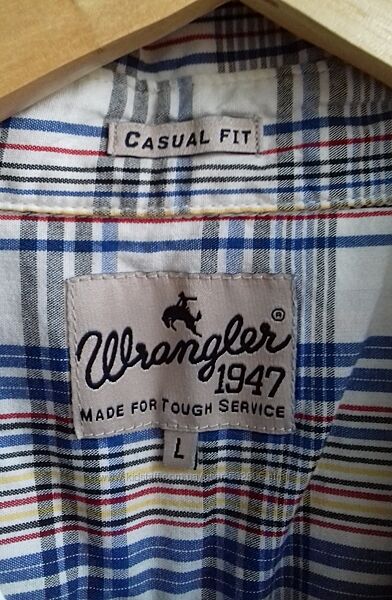 CASUAL FIT
Wrangler ®
1947
MADE FOR TOUGH SERVICE
L